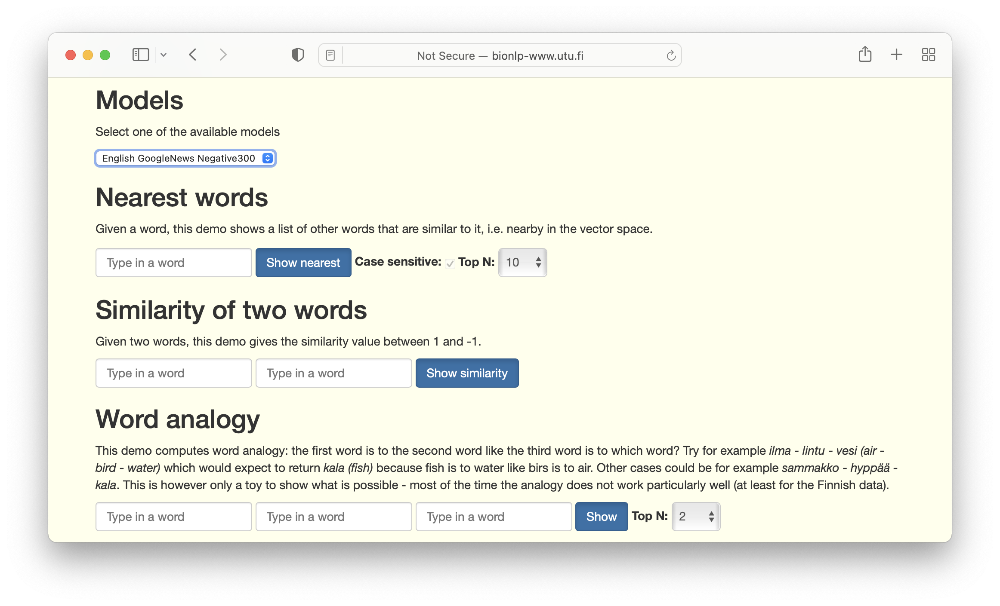 Not Secure — bionlp-www.utu.fi
Models
Select one of the available models
English GoogleNews Negative300
Nearest words
Given a word, this demo shows a list of other words that are similar to it, i.e. nearby in the vector space.
Type in a word Show nearest Case sensitive: Top N: 10
Similarity of two words
Given two words, this demo gives the similarity value between 1 and -1.
Type in a word Type in a word Show similarity
Word analogy
This demo computes word analogy: the first word is to the second word like the third word is to which word? Try for example ilma - lintu - vesi (air -
bird - water) which would expect to return kala (fish) because fish is to water like birs is to air. Other cases could be for example sammakko - hyppää -
kala. This is however only a toy to show what is possible - most of the time the analogy does not work particularly well (at least for the Finnish data).
Type in a word Type in a word Type in a word Show Top N: 2